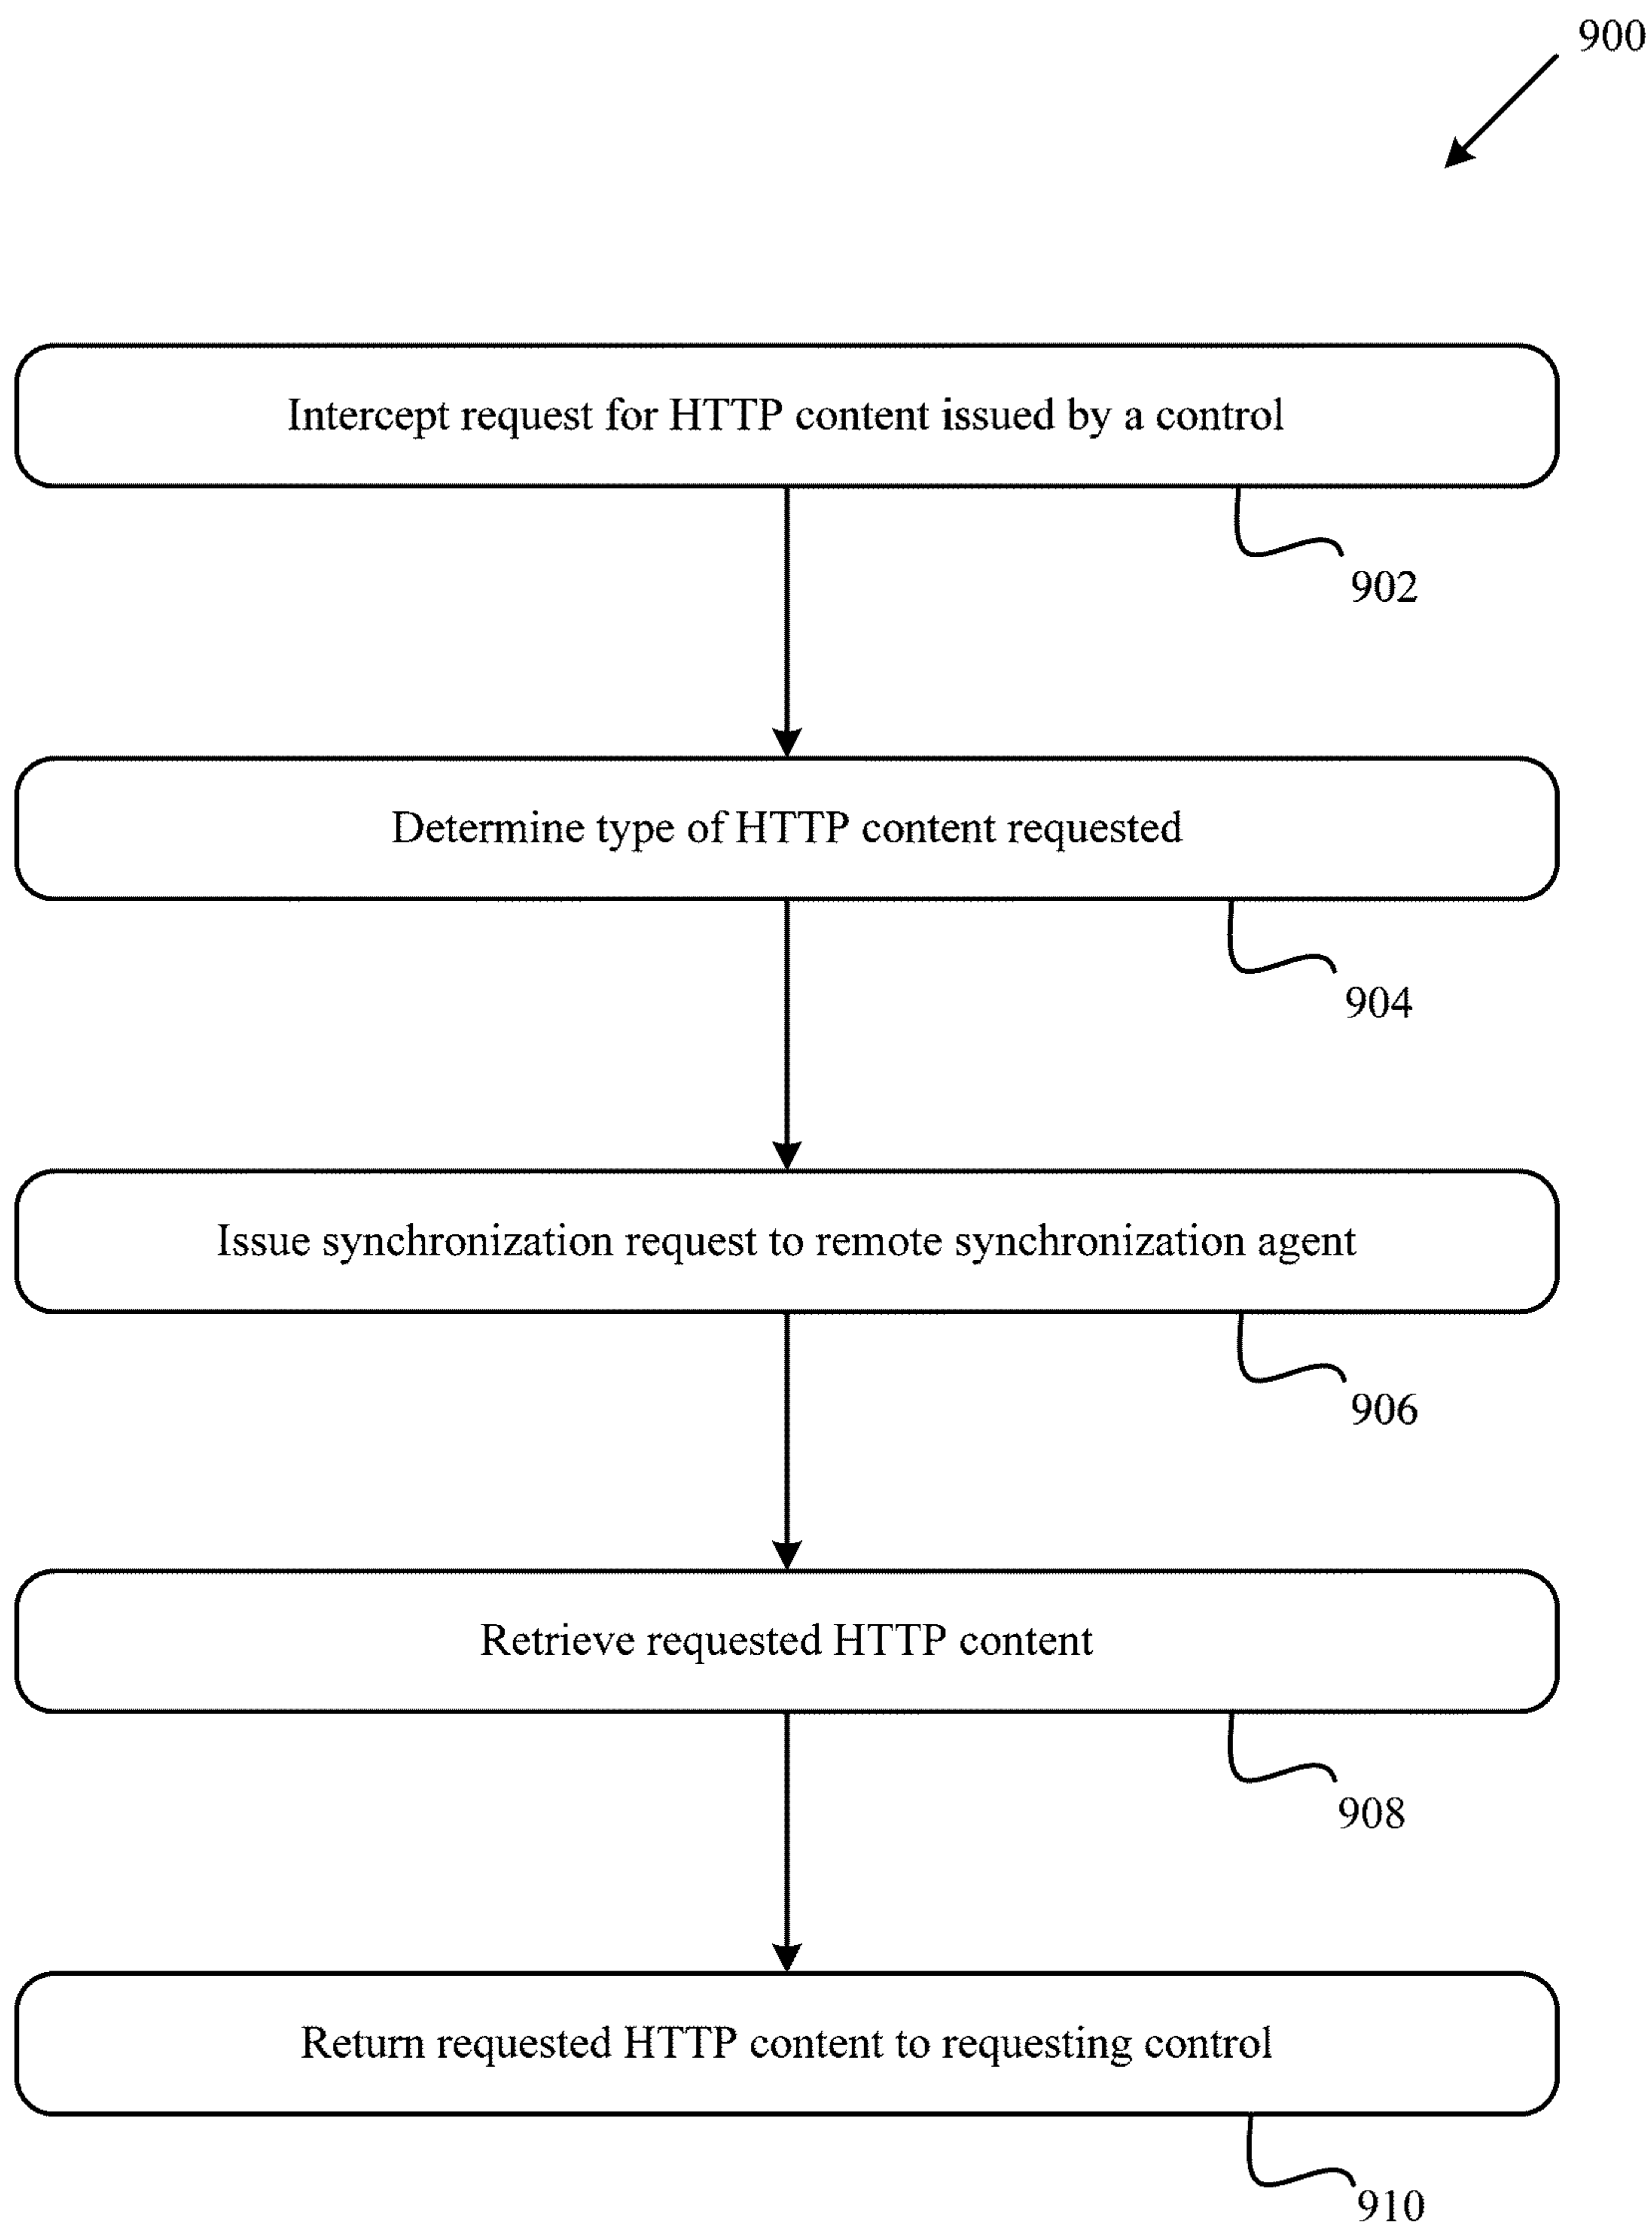 900
Intercept request for HTTP content issued by a control
902
Determine type of HTTP content requested
904
Issue synchronization request to remote synchronization agent
906
Retrieve requested HTTP content
908
Return requested HTTP content to requesting control
910